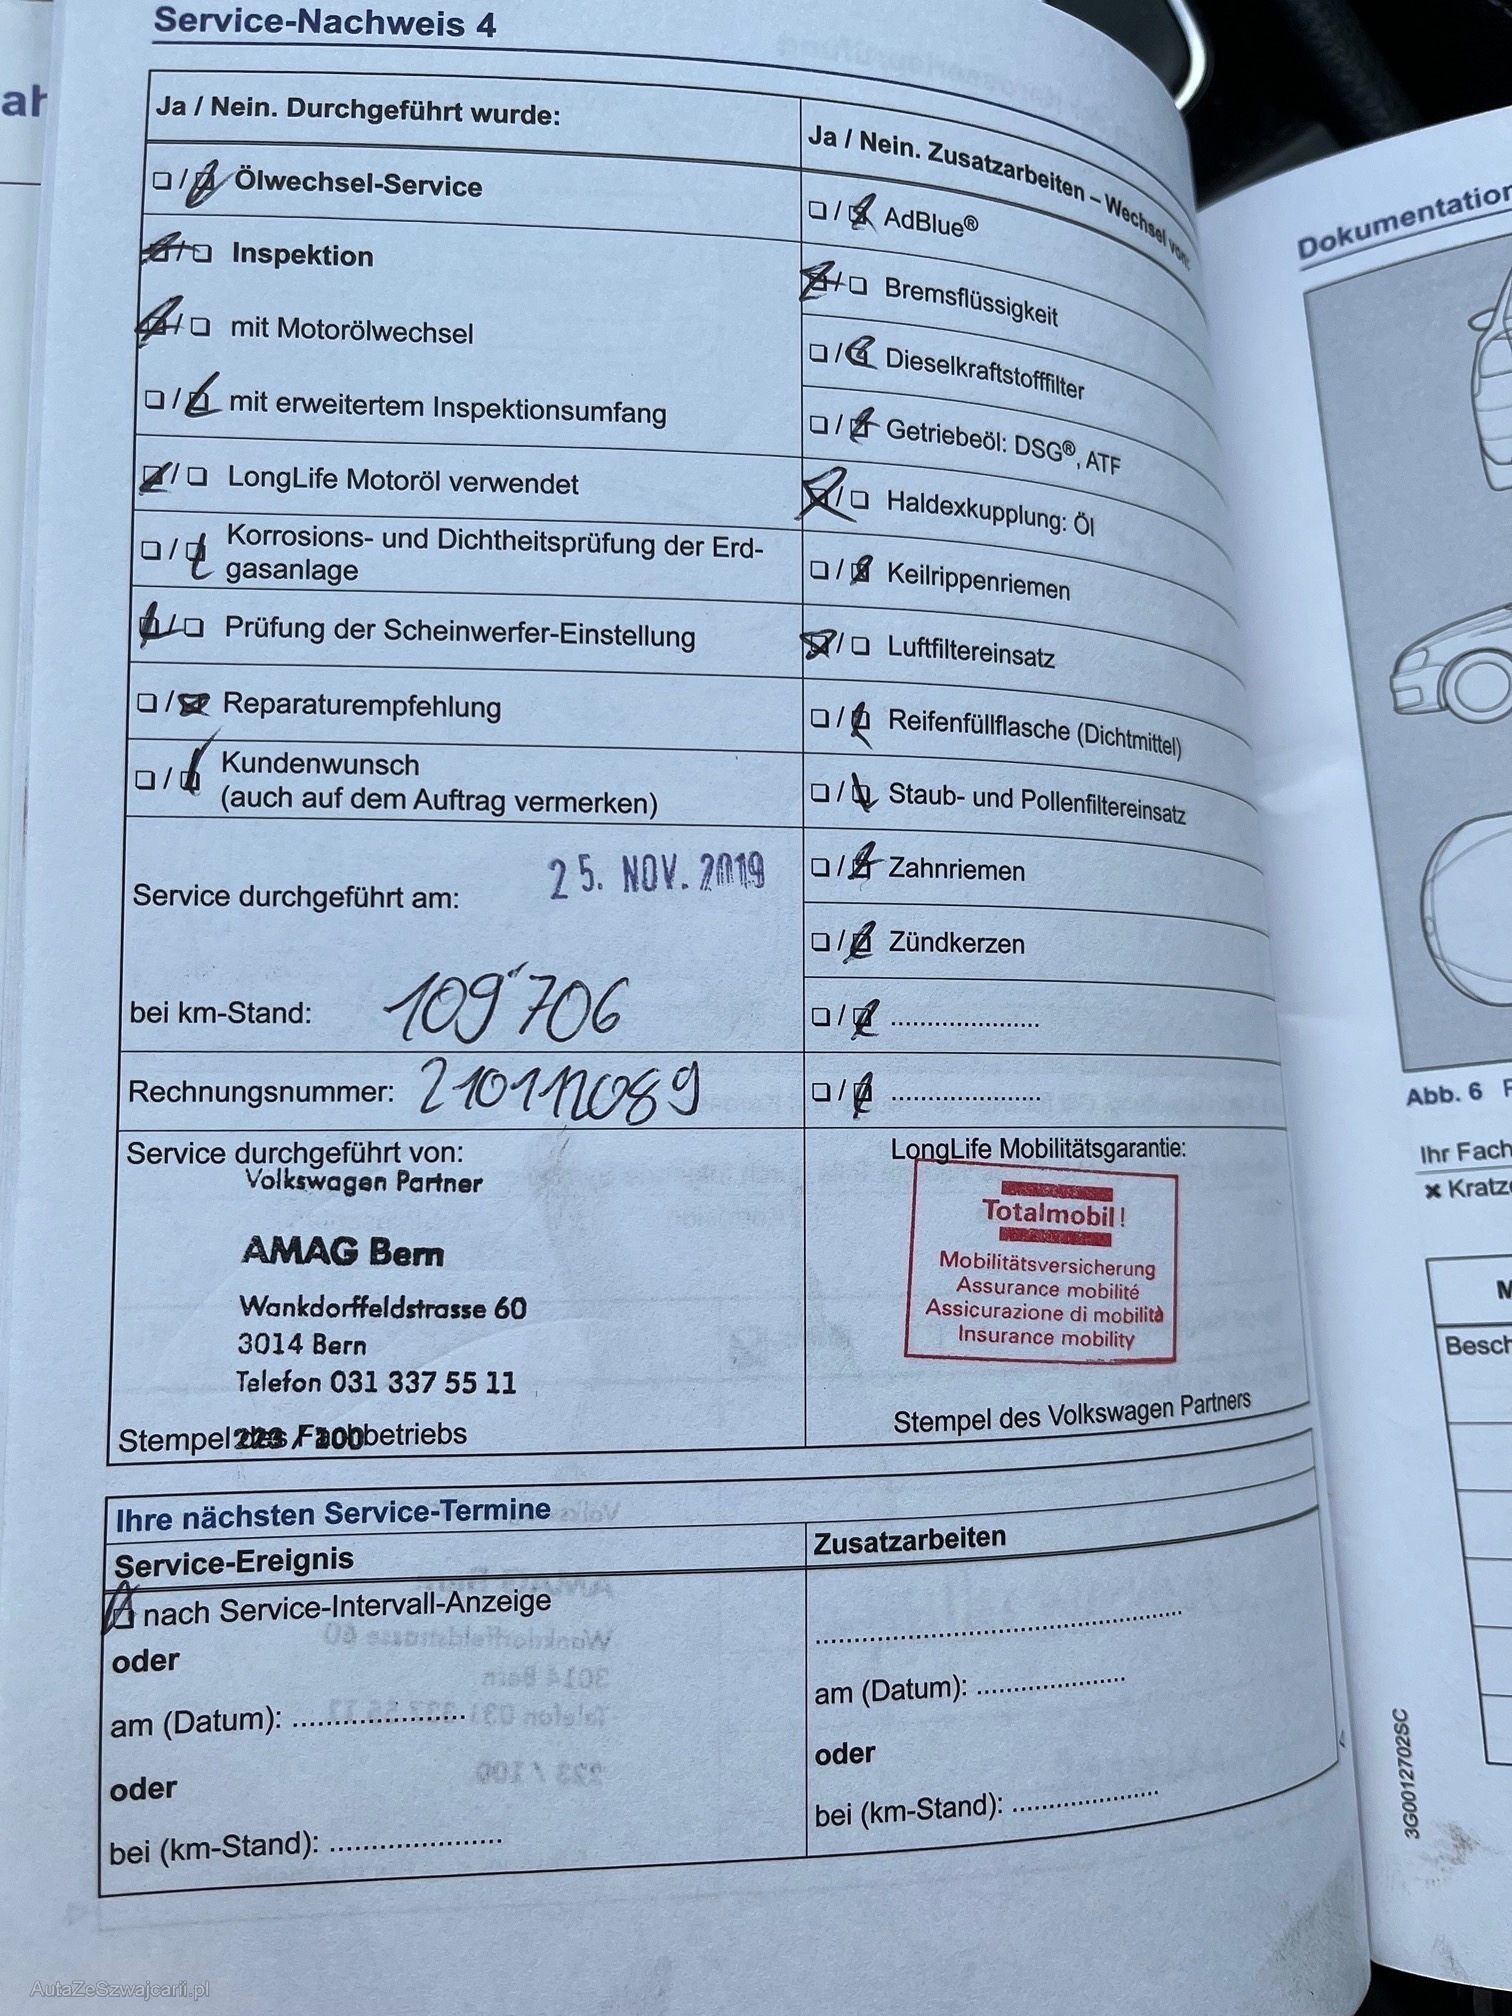 Service-Nachweis 4
Ja / Nein. Durchgeführt wurde:
Ölwechsel-Service
Inspektion
mit Motorölwechsel
mit erweitertem Inspektionsumfang
LongLife Motoröl verwendet
Korrosions- und Dichtheitsprüfung der Erd-
gasanlage
Prüfung der Scheinwerfer-Einstellung
Reparaturempfehlung
Kundenwunsch
(auch auf dem Auftrag vermerken)
Service durchgeführt am: 25. NOV. 2019
bei km-Stand: 109'706
Rechnungsnummer: 210112089
Service durchgeführt von:
Volkswagen Partner
AMAG Bern
Wankdorffeldstrasse 60
3014 Bern
Telefon 031 337 55 11
223 / 100
Stempel des Fachbetriebs
Ja / Nein. Zusatzarbeiten – Wechsel von:
AdBlue®
Bremsflüssigkeit
Dieselkraftstofffilter
Getriebeöl: DSG®, ATF
Haldexkupplung: Öl
Keilrippenriemen
Luftfiltereinsatz
Reifenfüllflasche (Dichtmittel)
Staub- und Pollenfiltereinsatz
Zahnriemen
Zündkerzen
LongLife Mobilitätsgarantie:
Totalmobil!
Mobilitätsversicherung
Assurance mobilité
Assicurazione di mobilità
Insurance mobility
Stempel des Volkswagen Partners
Ihre nächsten Service-Termine
Service-Ereignis
nach Service-Intervall-Anzeige
oder
am (Datum): ....................
oder
bei (km-Stand): ....................
Zusatzarbeiten
am (Datum): ....................
oder
bei (km-Stand): ....................
Dokumentation
Abb. 6
Ihr Fach
× Kratze
Besch
3G0012702SC
AutaZeSzwajcarii.pl